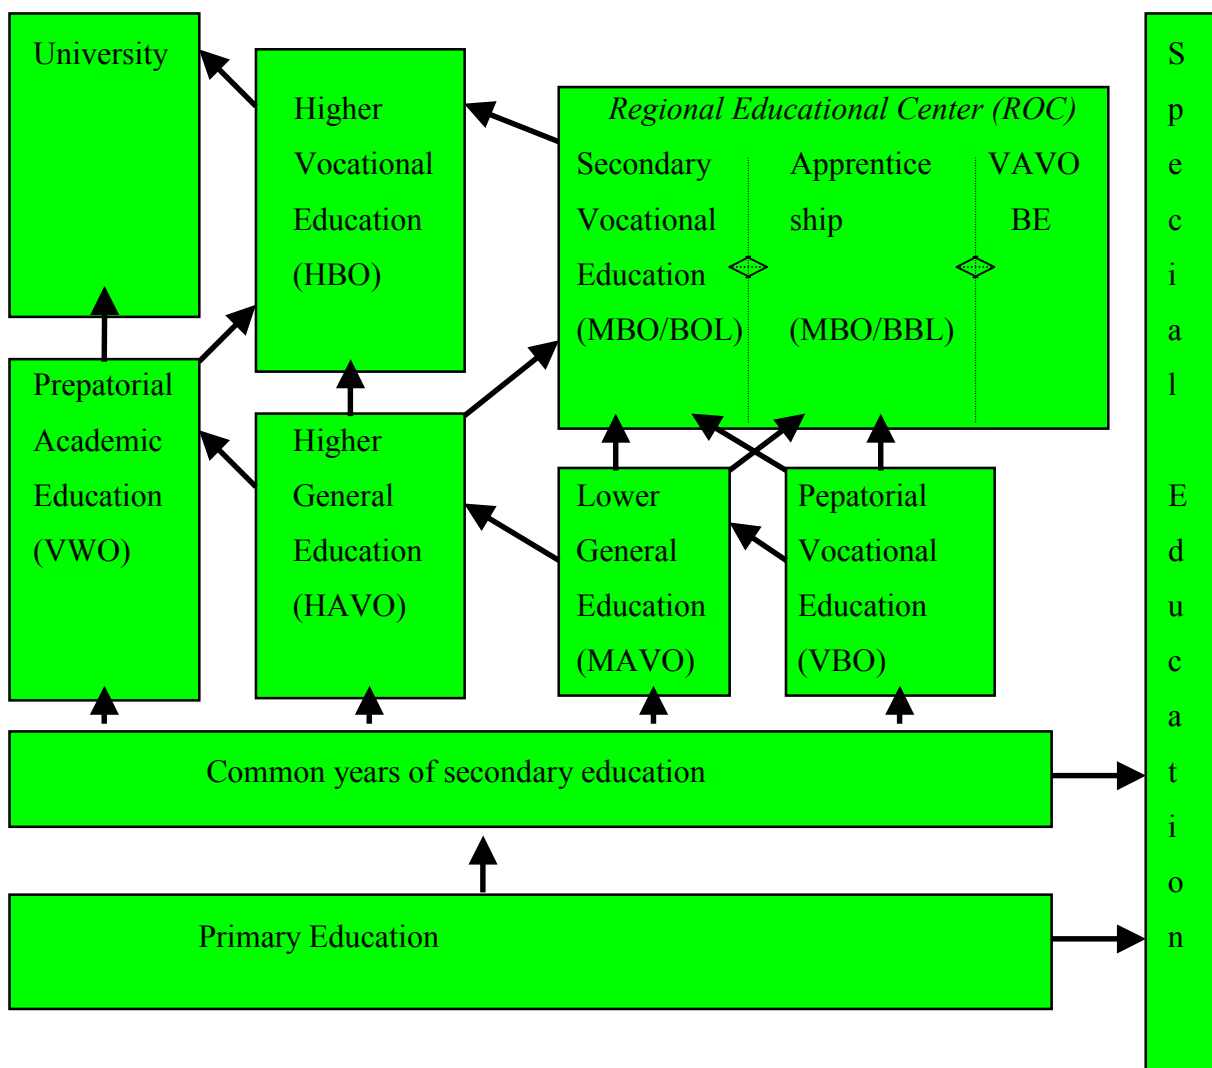 University
Higher
Vocational
Education
(HBO)
Regional Educational Center (ROC)
Secondary
Vocational
Education
(MBO/BOL)
Apprentice
ship
(MBO/BBL)
VAVO
BE
Prepatorial
Academic
Education
(VWO)
Higher
General
Education
(HAVO)
Lower
General
Education
(MAVO)
Pepatorial
Vocational
Education
(VBO)
Common years of secondary education
Primary Education
S
p
e
c
i
a
l
E
d
u
c
a
t
i
o
n